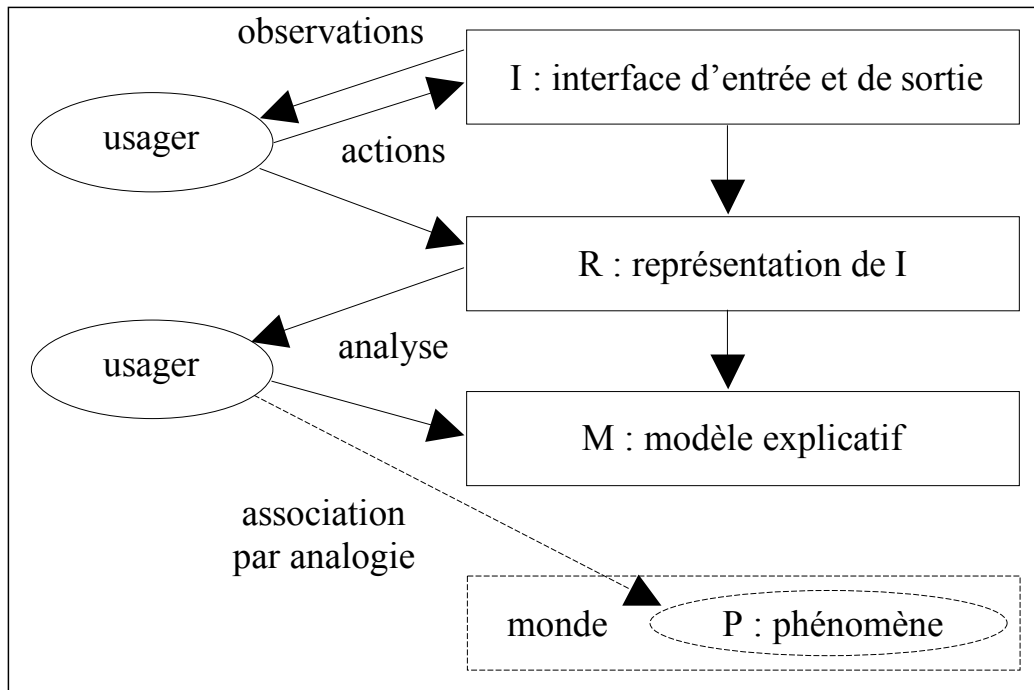 observations
I : interface d’entrée et de sortie
usager
actions
R : représentation de I
usager
analyse
M : modèle explicatif
association
par analogie
monde
P : phénomène